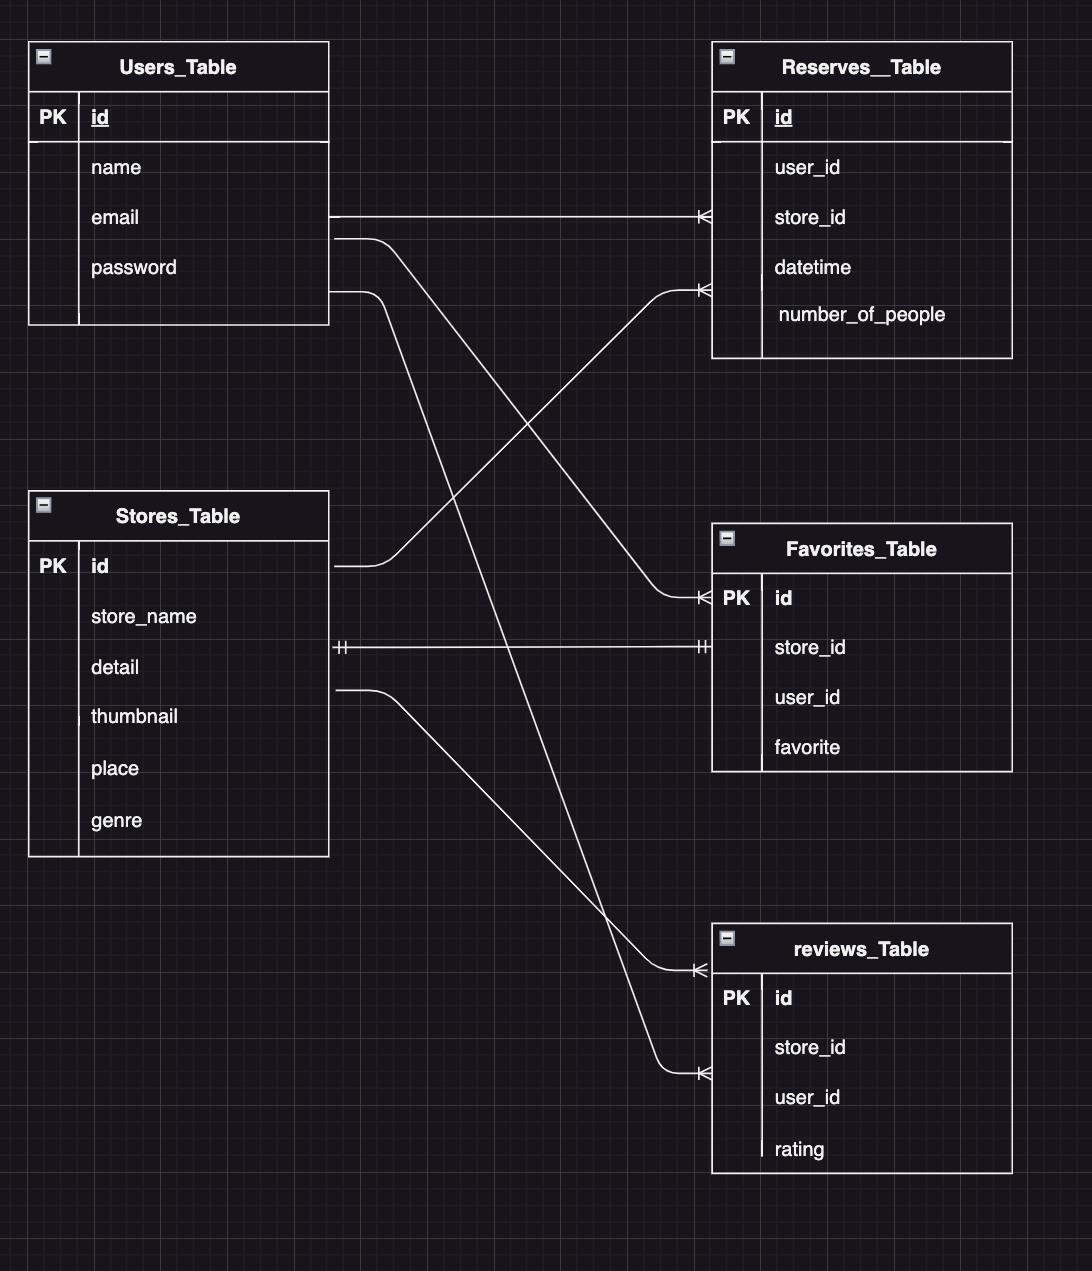 Users_Table
PK id
name
email
password
Reserves__Table
PK id
user_id
store_id
datetime
number_of_people
Stores_Table
PK id
store_name
detail
thumbnail
place
genre
Favorites_Table
PK id
store_id
user_id
favorite
reviews_Table
PK id
store_id
user_id
rating